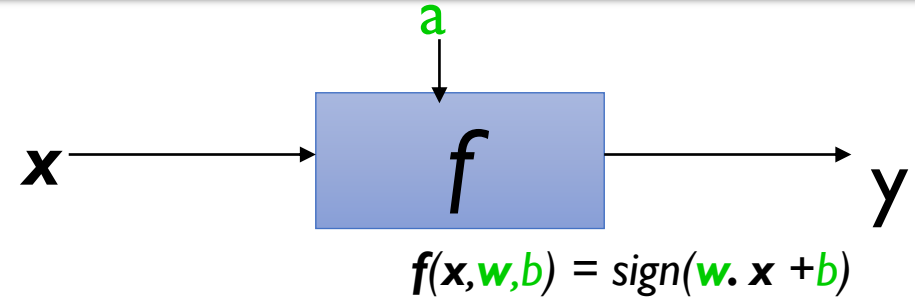 a
x
f
y
f(x,w,b) = sign(w. x +b)